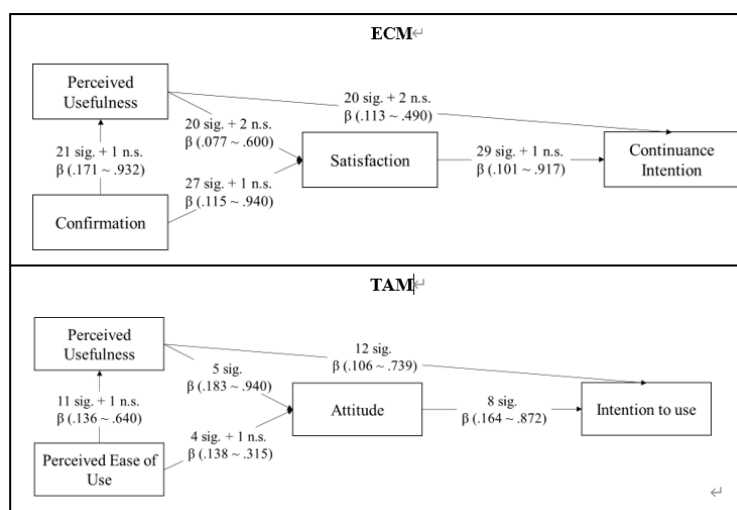 ECM
Perceived
Usefulness
20 sig. + 2 n.s.
β (.113 ~ .490)
20 sig. + 2 n.s.
β (.077 ~ .600)
21 sig. + 1 n.s.
β (.171 ~ .932)
Satisfaction
29 sig. + 1 n.s.
β (.101 ~ .917)
Continuance
Intention
27 sig. + 1 n.s.
β (.115 ~ .940)
Confirmation
TAM
Perceived
Usefulness
12 sig.
β (.106 ~ .739)
5 sig.
β (.183 ~ .940)
11 sig. + 1 n.s.
β (.136 ~ .640)
Attitude
8 sig.
β (.164 ~ .872)
Intention to use
4 sig. + 1 n.s.
β (.138 ~ .315)
Perceived Ease of
Use